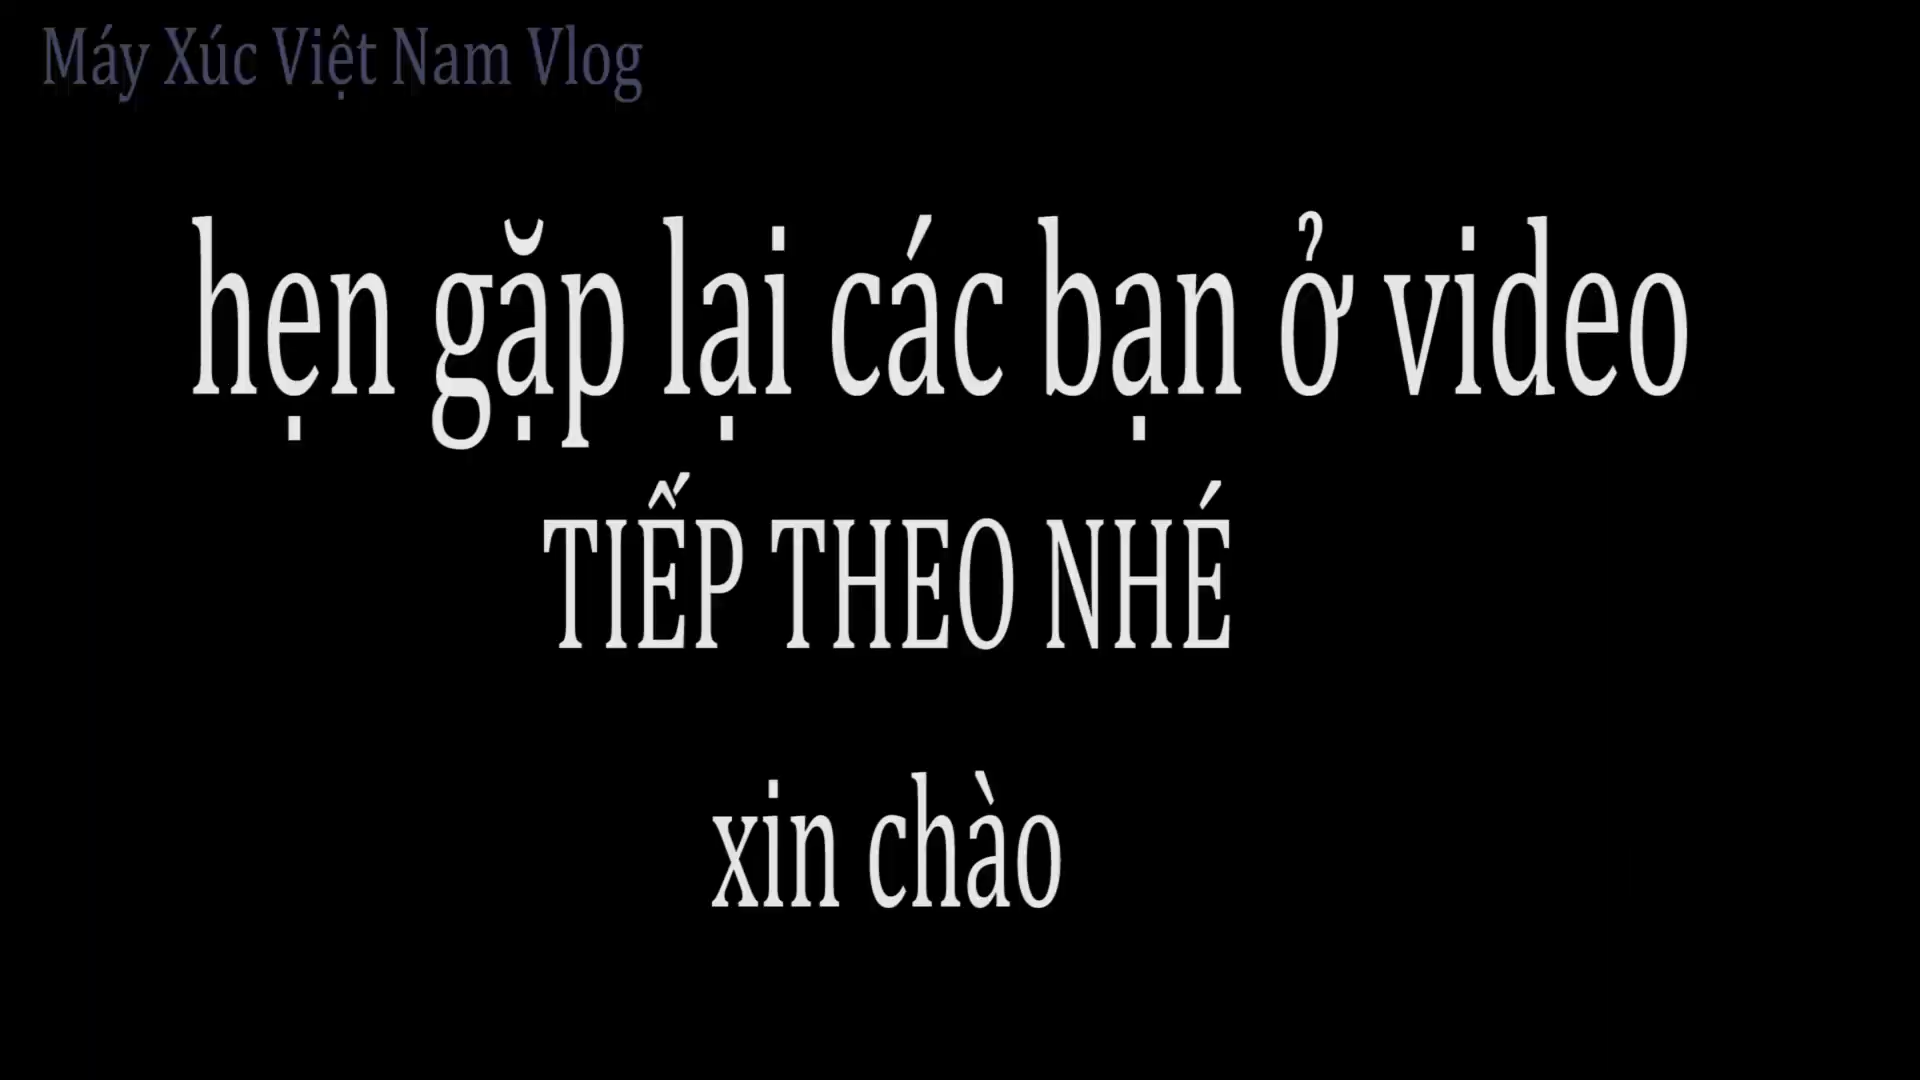 Máy Xúc Việt Nam Vlog
hẹn gặp lại các bạn ở video
TIẾP THEO NHÉ
xin chào